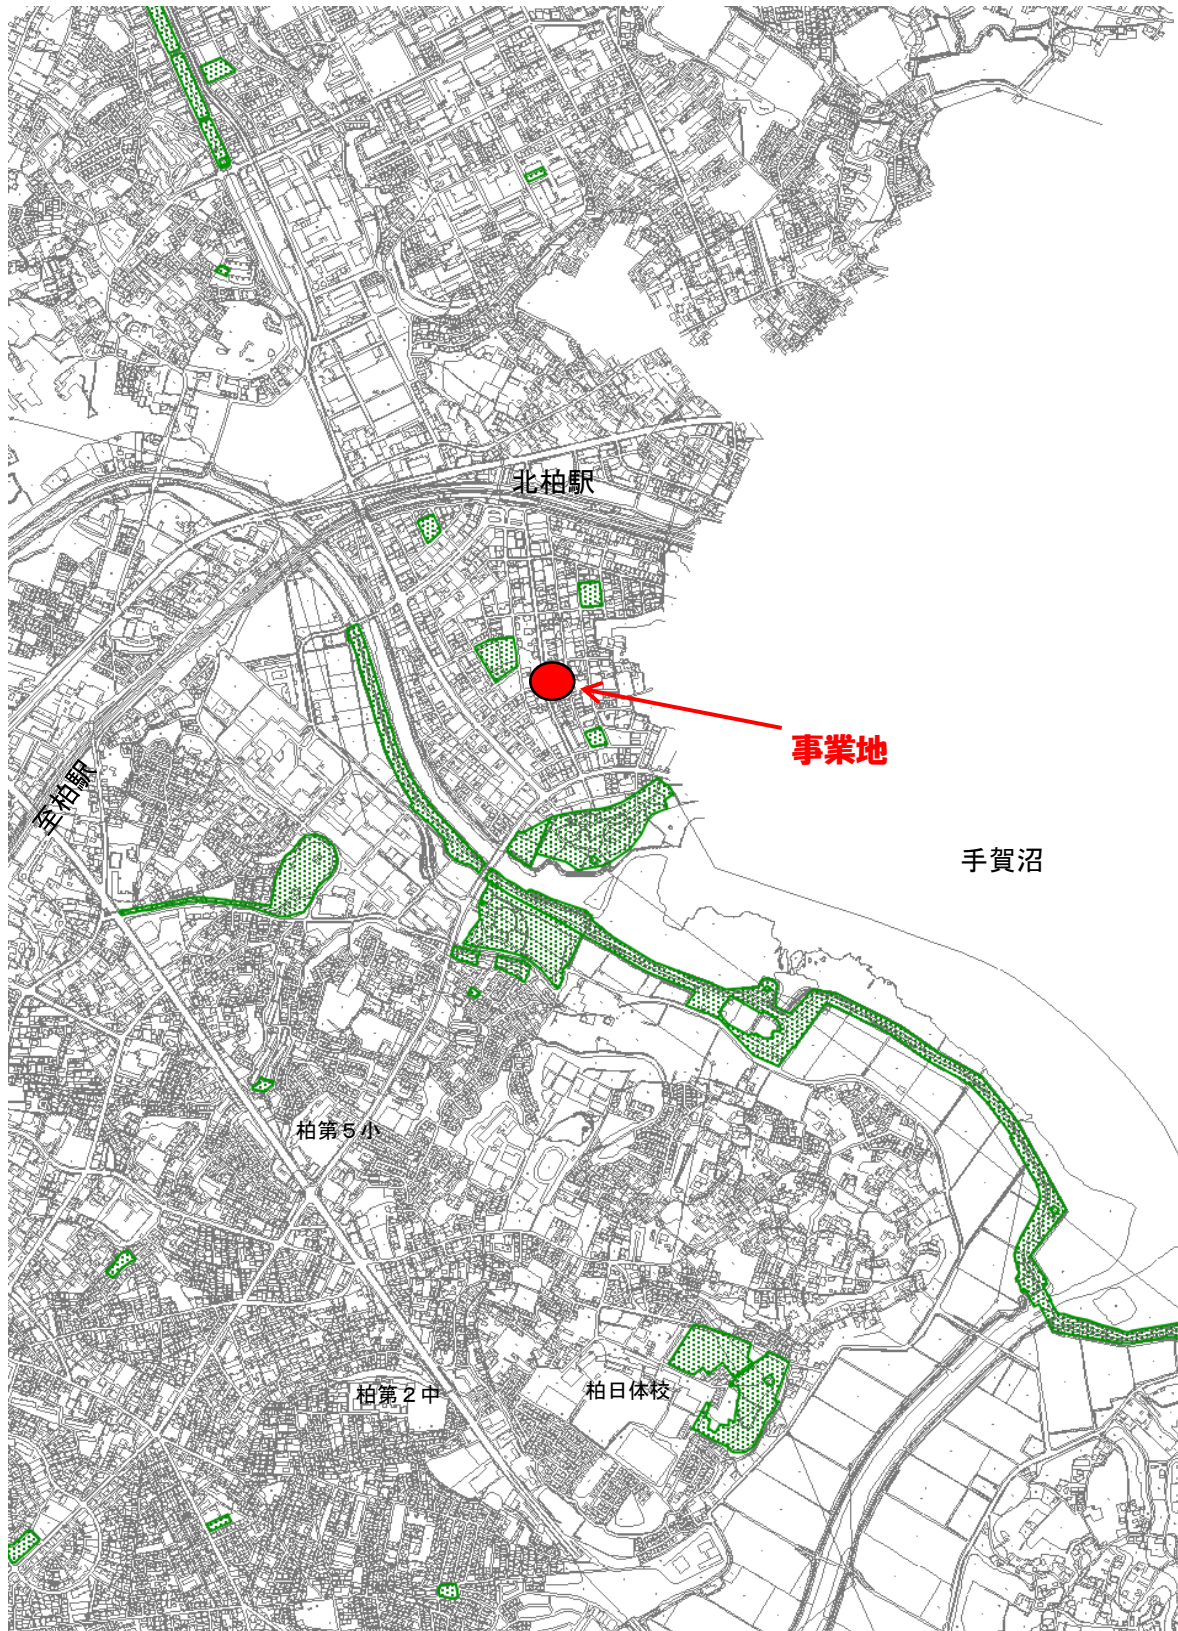 北柏駅
事業地
至柏駅
手賀沼
柏第５小
柏第２中
柏日体校